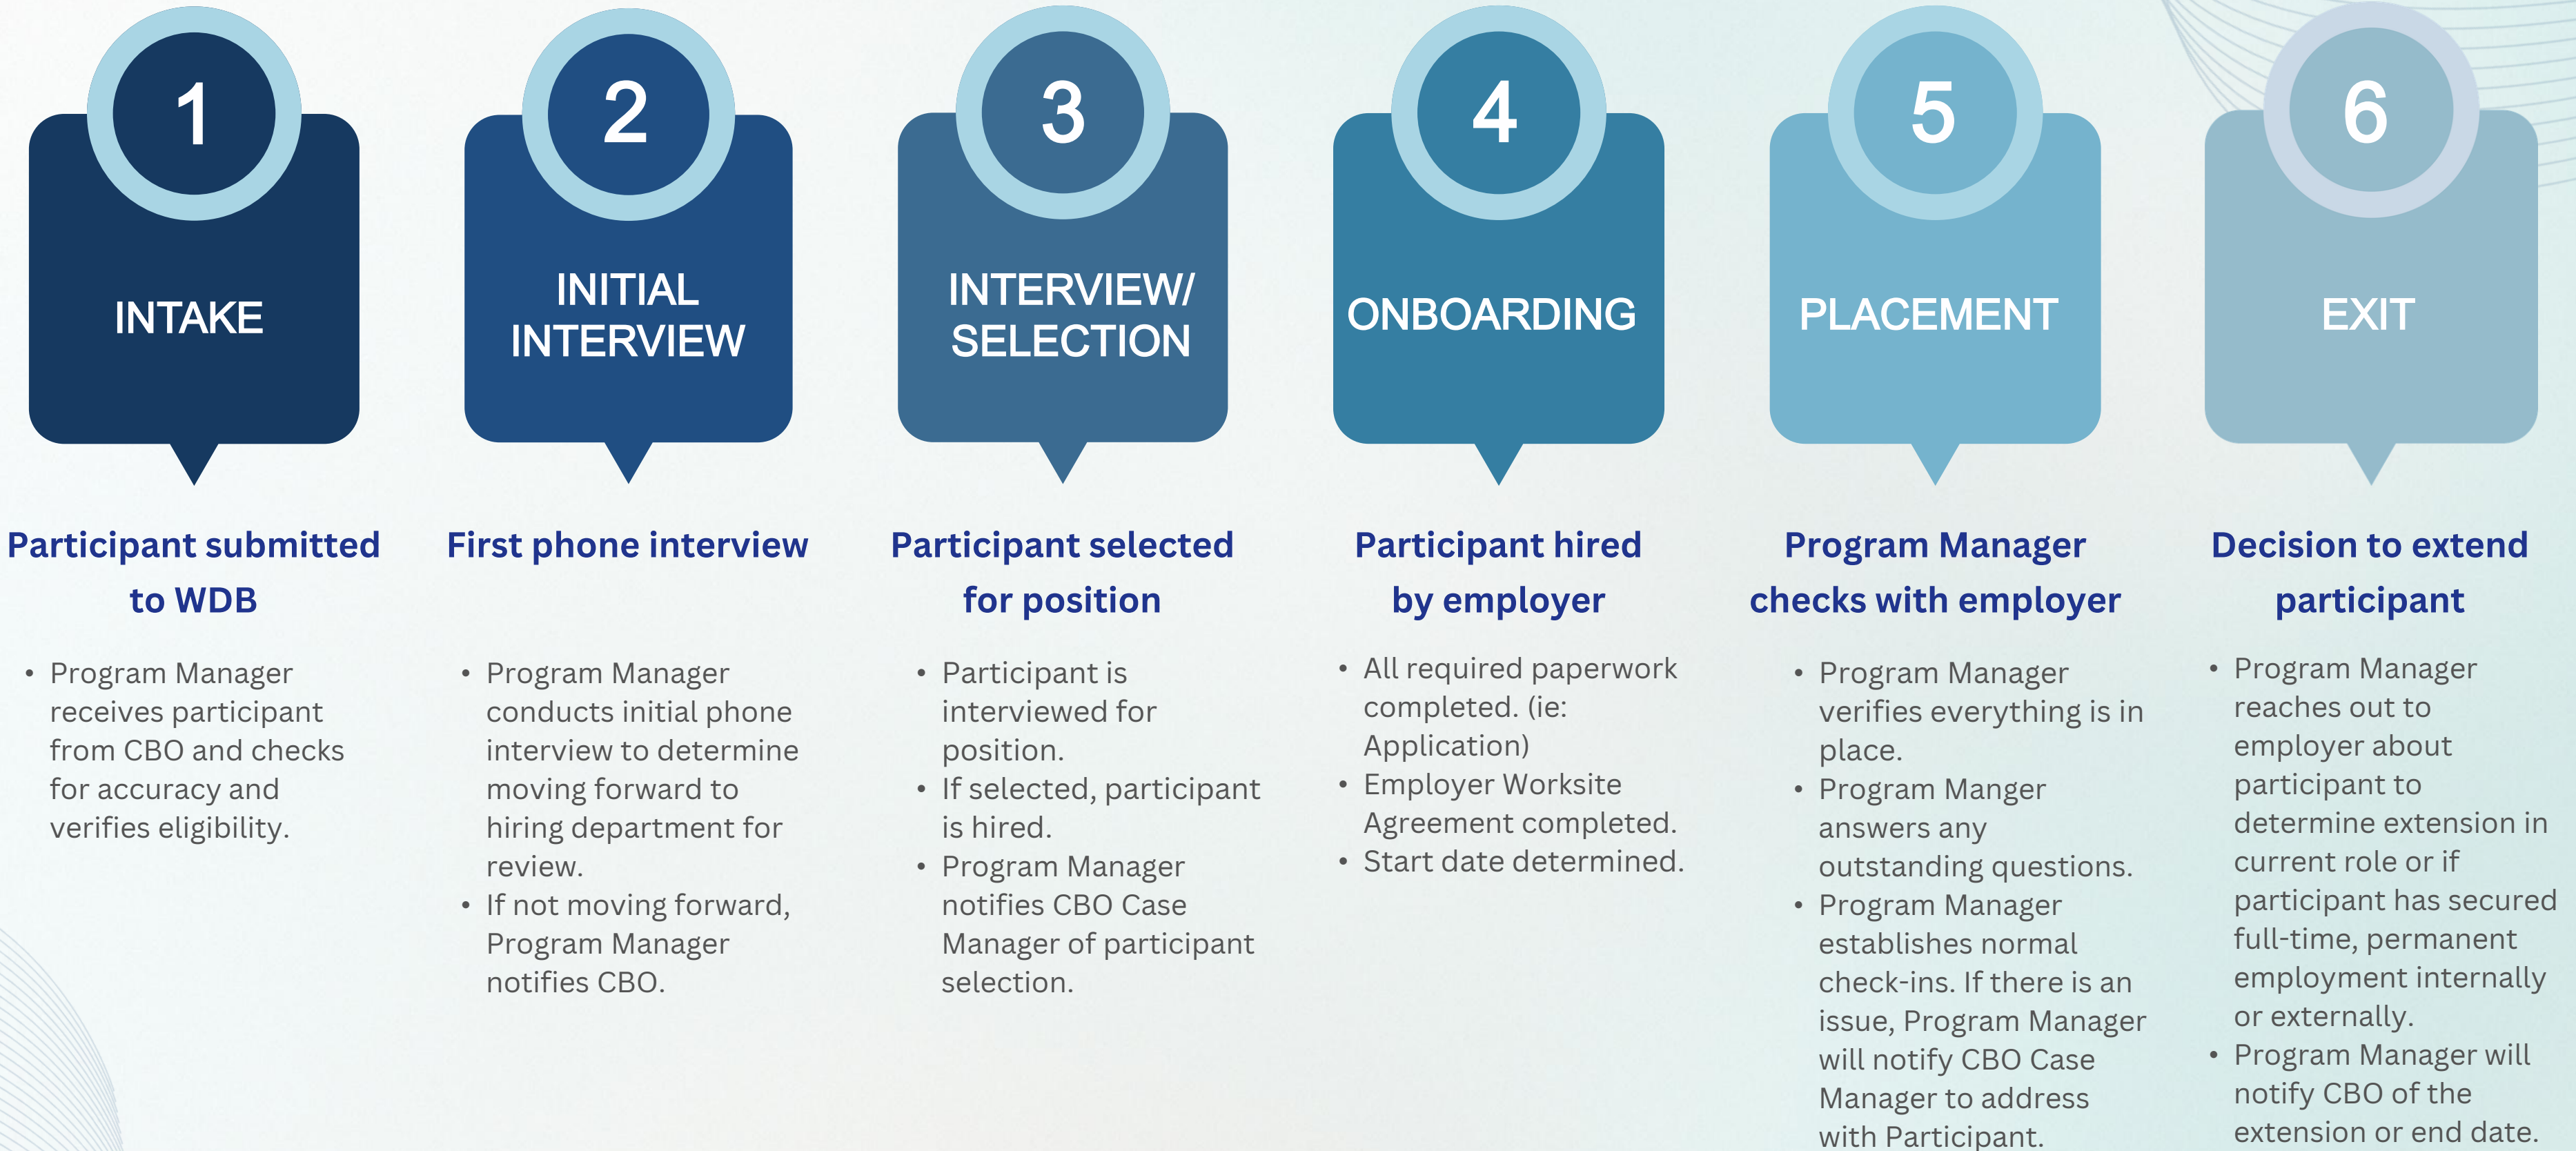 1
INTAKE
Participant submitted
to WDB
• Program Manager
receives participant
from CBO and checks
for accuracy and
verifies eligibility.
2
INITIAL
INTERVIEW
First phone interview
• Program Manager
conducts initial phone
interview to determine
moving forward to
hiring department for
review.
• If not moving forward,
Program Manager
notifies CBO.
3
INTERVIEW/
SELECTION
Participant selected
for position
• Participant is
interviewed for
position.
• If selected, participant
is hired.
• Program Manager
notifies CBO Case
Manager of participant
selection.
4
ONBOARDING
Participant hired
by employer
• All required paperwork
completed. (ie:
Application)
• Employer Worksite
Agreement completed.
• Start date determined.
5
PLACEMENT
Program Manager
checks with employer
• Program Manager
verifies everything is in
place.
• Program Manger
answers any
outstanding questions.
• Program Manager
establishes normal
check-ins. If there is an
issue, Program Manager
will notify CBO Case
Manager to address
with Participant.
6
EXIT
Decision to extend
participant
• Program Manager
reaches out to
employer about
participant to
determine extension in
current role or if
participant has secured
full-time, permanent
employment internally
or externally.
• Program Manager will
notify CBO of the
extension or end date.